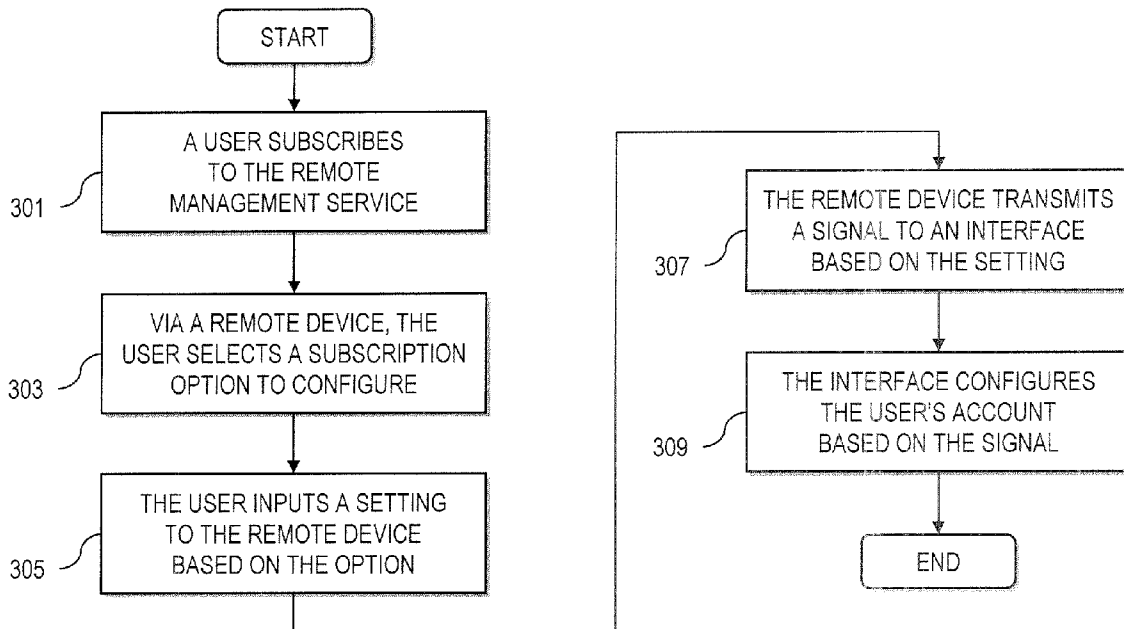 START
A USER SUBSCRIBES
TO THE REMOTE
MANAGEMENT SERVICE
301
VIA A REMOTE DEVICE, THE
USER SELECTS A SUBSCRIPTION
OPTION TO CONFIGURE
303
THE USER INPUTS A SETTING
TO THE REMOTE DEVICE
BASED ON THE OPTION
305
THE REMOTE DEVICE TRANSMITS
A SIGNAL TO AN INTERFACE
BASED ON THE SETTING
307
THE INTERFACE CONFIGURES
THE USER'S ACCOUNT
BASED ON THE SIGNAL
309
END